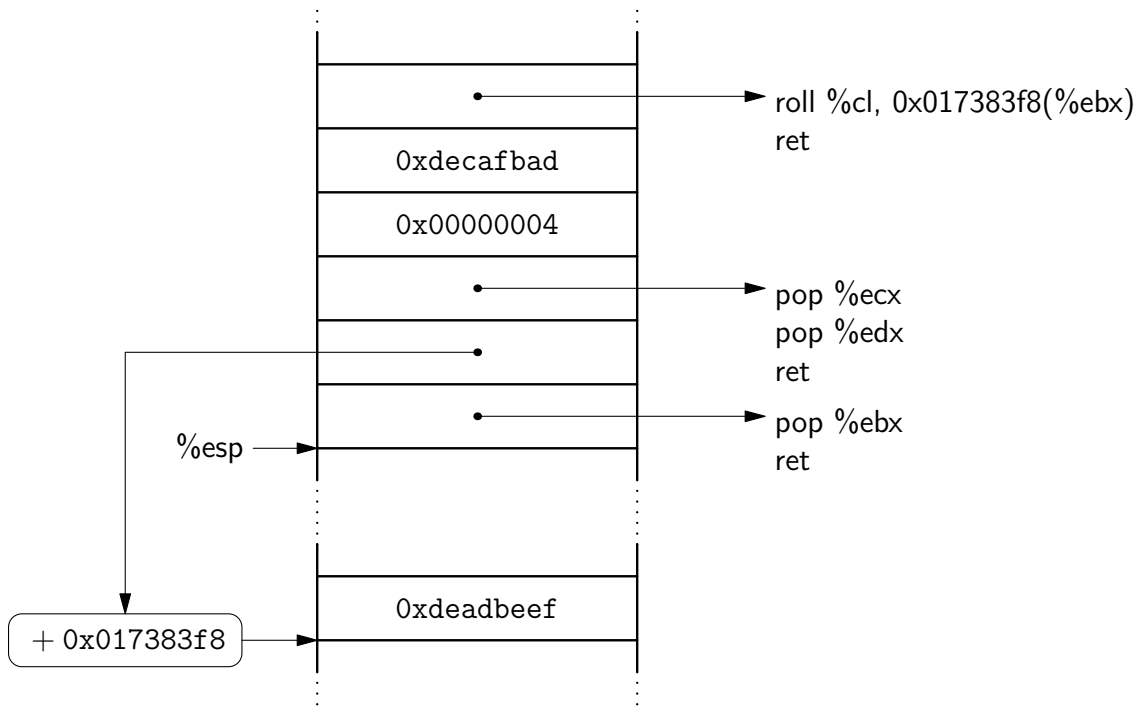 roll %cl, 0x017383f8(%ebx)
ret
0xdecafbad
0x00000004
pop %ecx
pop %edx
ret
pop %ebx
ret
%esp
0xdeadbeef
+ 0x017383f8